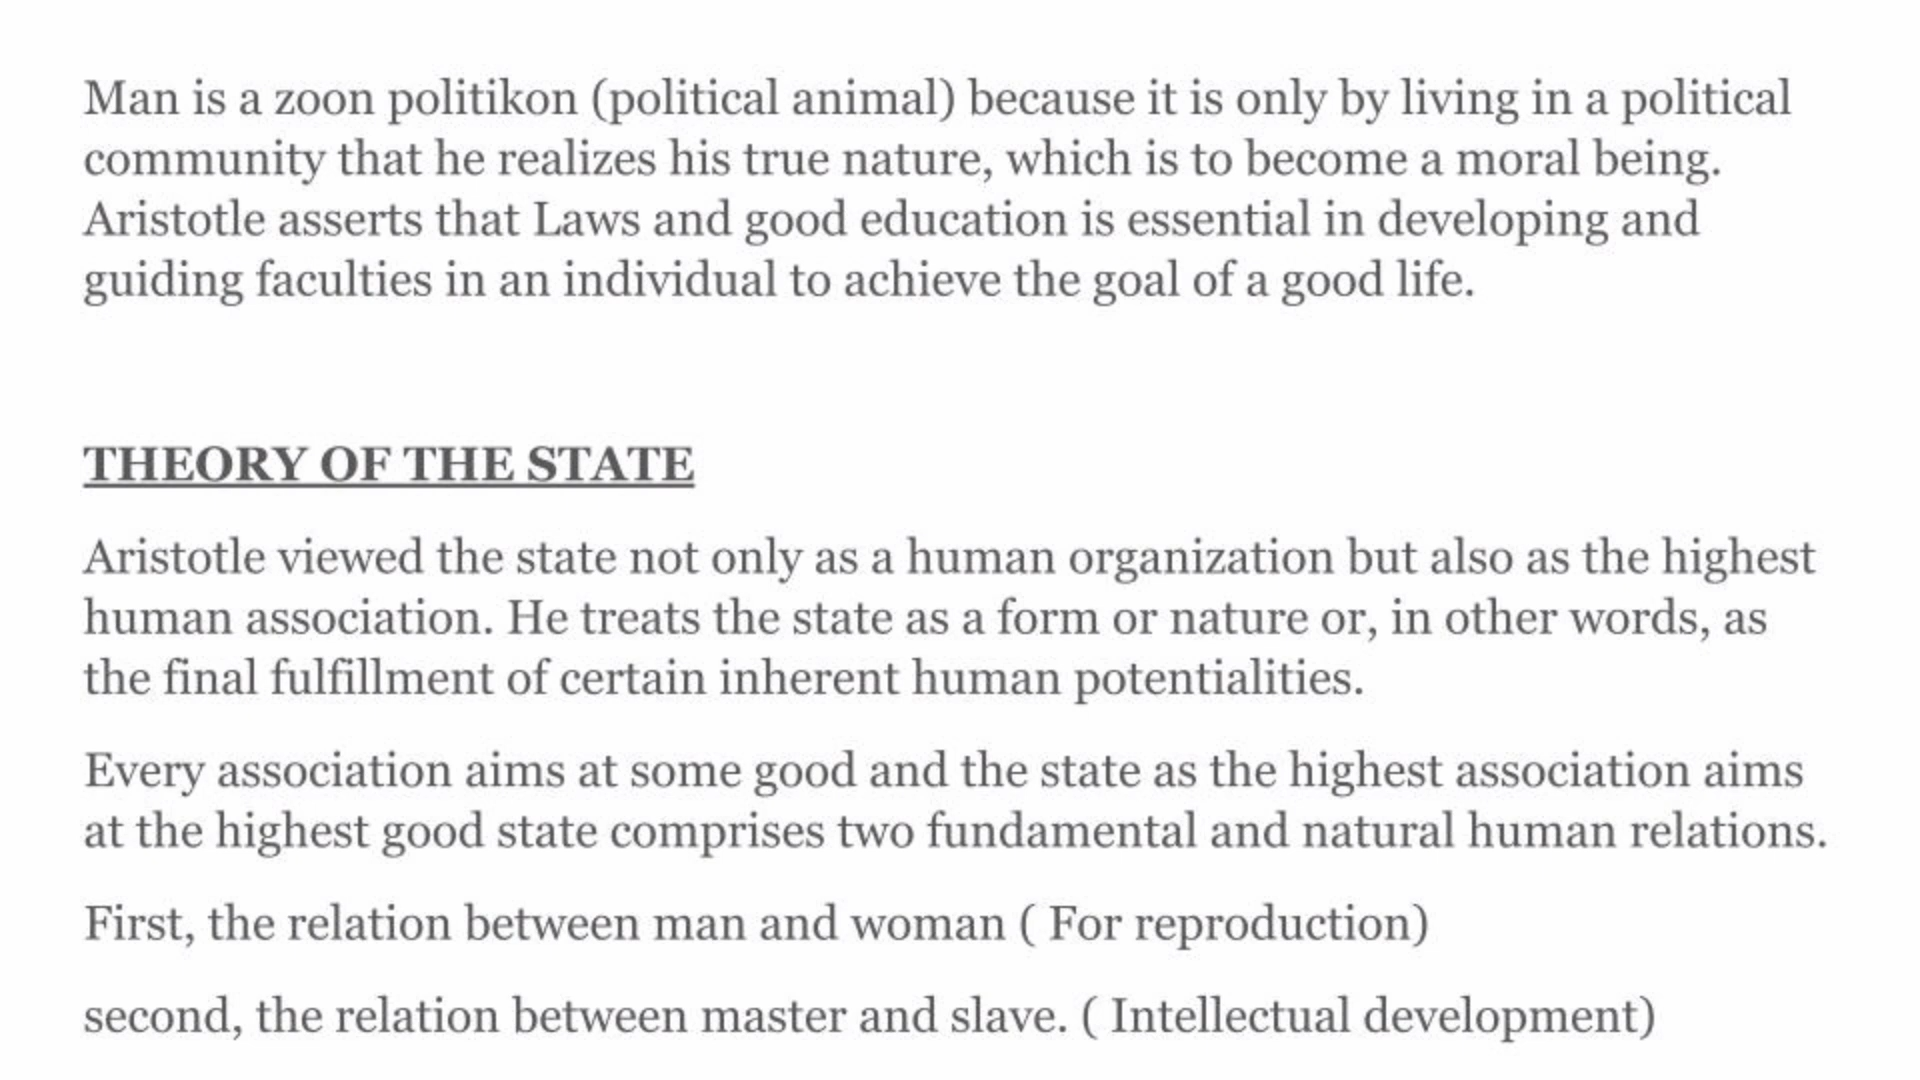 Man is a zoon politikon (political animal) because it is only by living in a political
community that he realizes his true nature, which is to become a moral being.
Aristotle asserts that Laws and good education is essential in developing and
guiding faculties in an individual to achieve the goal of a good life.
THEORY OF THE STATE
Aristotle viewed the state not only as a human organization but also as the highest
human association. He treats the state as a form or nature or, in other words, as
the final fulfillment of certain inherent human potentialities.
Every association aims at some good and the state as the highest association aims
at the highest good state comprises two fundamental and natural human relations.
First, the relation between man and woman ( For reproduction)
second, the relation between master and slave. ( Intellectual development)